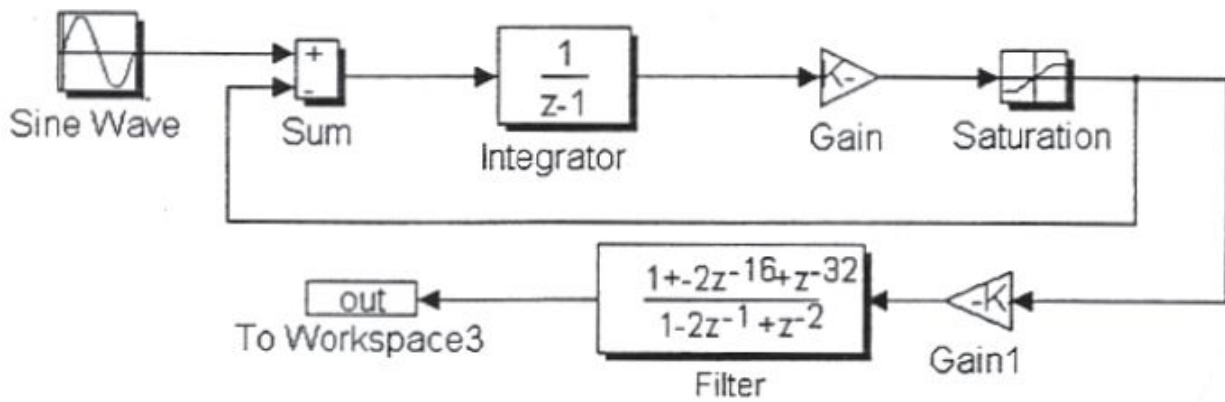 +
-
1
z-1
K-
Sine Wave
Sum
Integrator
Gain
Saturation
out
1+-2z-16+z-32
1-2z-1+z-2
-K
To Workspace3
Filter
Gain1